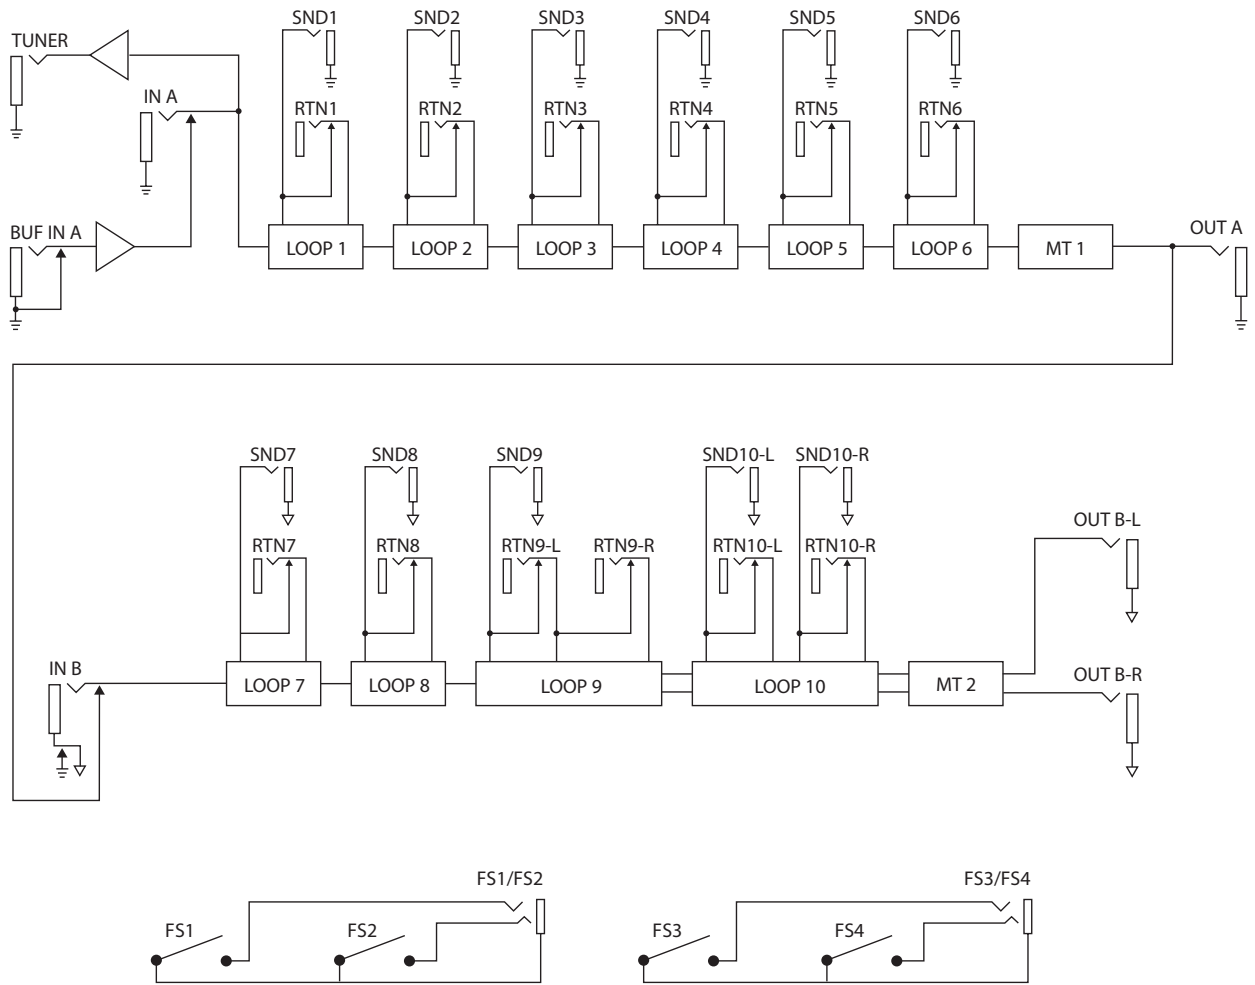 SND1 SND2 SND3 SND4 SND5 SND6
TUNER
IN A
RTN1 RTN2 RTN3 RTN4 RTN5 RTN6
BUF IN A
OUT A
LOOP 1 LOOP 2 LOOP 3 LOOP 4 LOOP 5 LOOP 6 MT 1
SND7 SND8 SND9 SND10-L SND10-R
OUT B-L
RTN7 RTN8 RTN9-L RTN9-R RTN10-L RTN10-R
IN B
OUT B-R
LOOP 7 LOOP 8 LOOP 9 LOOP 10 MT 2
FS1/FS2 FS3/FS4
FS1 FS2 FS3 FS4